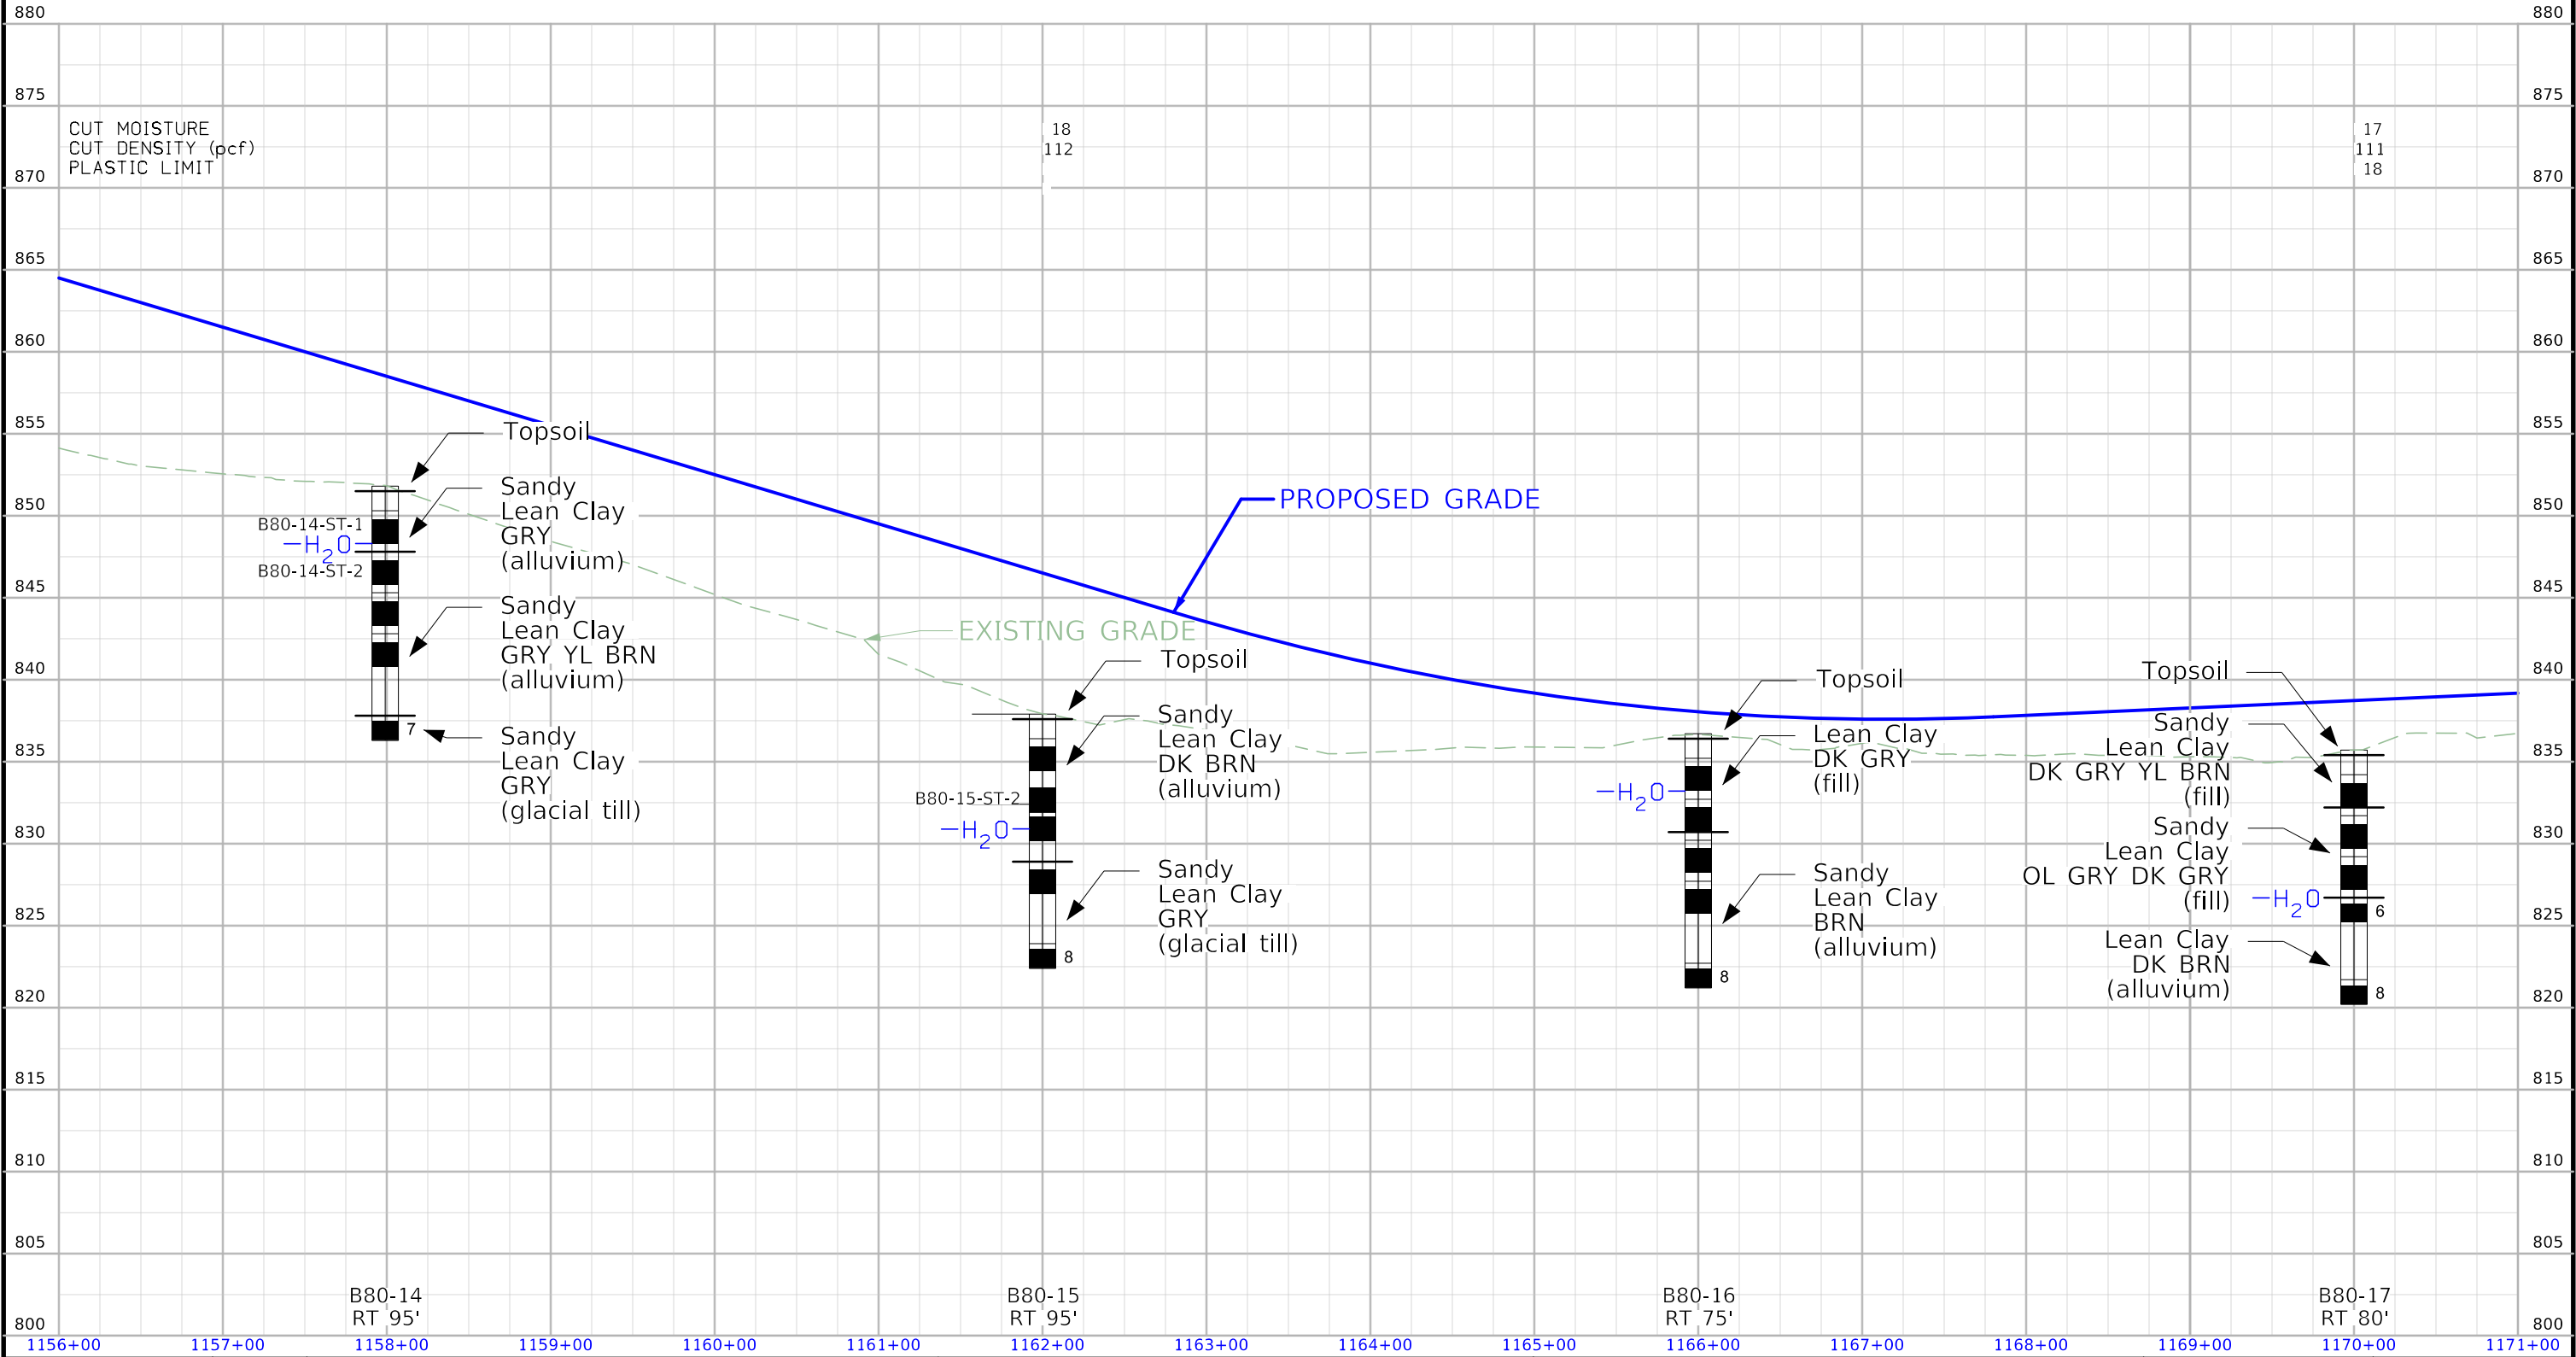 880
880
875
875
CUT MOISTURE
CUT DENSITY (pcf)
PLASTIC LIMIT
18
112
17
111
18
870
870
865
865
860
860
855
855
Topsoil
Sandy
Lean Clay
GRY
(alluvium)
850
850
B80-14-ST-1
H2O
B80-14-ST-2
PROPOSED GRADE
845
845
Sandy
Lean Clay
GRY YL BRN
(alluvium)
EXISTING GRADE
840
840
7
Sandy
Lean Clay
GRY
(glacial till)
Topsoil
Sandy
Lean Clay
DK BRN
(alluvium)
B80-15-ST-2
H2O
Sandy
Lean Clay
GRY
(glacial till)
8
Topsoil
Lean Clay
DK GRY
(fill)
H2O
Sandy
Lean Clay
BRN
(alluvium)
8
Topsoil
Sandy
Lean Clay
DK GRY YL BRN
(fill)
Sandy
Lean Clay
OL GRY DK GRY
(fill)
H2O
6
Lean Clay
DK BRN
(alluvium)
8
835
835
830
830
825
825
820
820
815
815
810
810
805
805
B80-14
RT 95'
B80-15
RT 95'
B80-16
RT 75'
B80-17
RT 80'
800
800
1156+00 1157+00 1158+00 1159+00 1160+00 1161+00 1162+00 1163+00 1164+00 1165+00 1166+00 1167+00 1168+00 1169+00 1170+00 1171+00